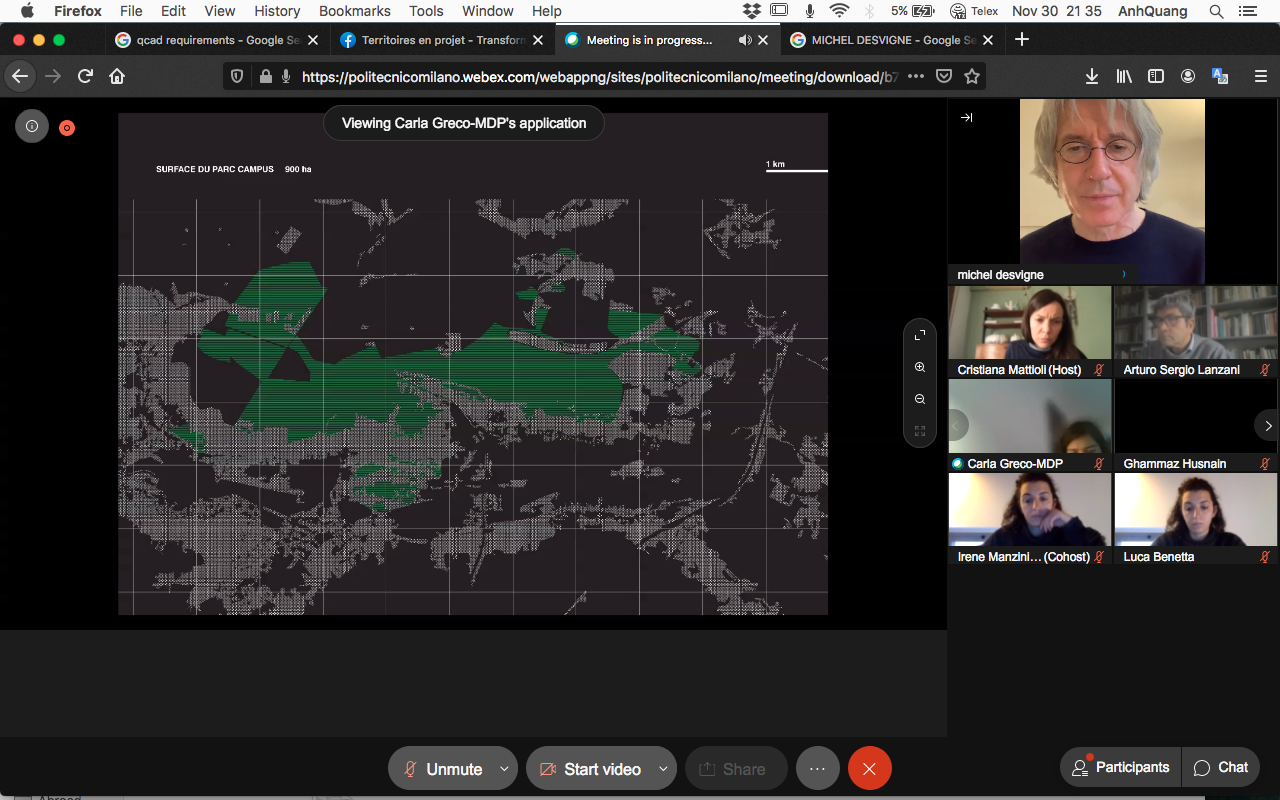 Firefox File Edit View History Bookmarks Tools Window Help 5% Telex Nov 30 21 35 AnhQuang
qcad requirements - Google Se
Territoires en projet - Transforn
Meeting is in progress...
MICHEL DESVIGNE - Google Se
https://politecnicomilano.webex.com/webappng/sites/politecnicomilano/meeting/download/b7
Viewing Carla Greco-MDP's application
SURFACE DU PARC CAMPUS 900 ha
1 km
michel desvigne
Cristiana Mattioli (Host)
Arturo Sergio Lanzani
Carla Greco-MDP
Ghammaz Husnain
Irene Manzini... (Cohost)
Luca Benetta
Unmute
Start video
Share
Participants
Chat